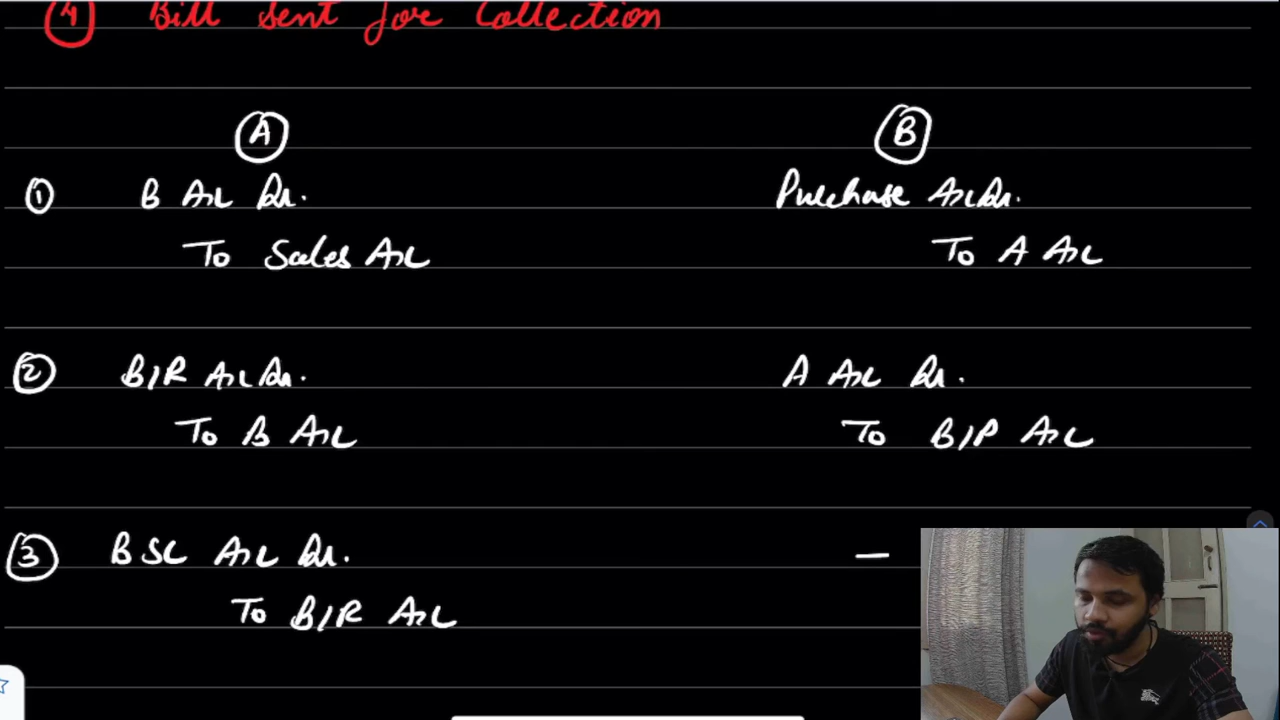 4 Bill sent for Collection
A B
1 B A/c Dr. Purchase A/c Dr.
To Sales A/c To A A/c
2 B/R A/c Dr. A A/c Dr.
To B A/c To B/P A/c
3 BSC A/c Dr. —
To B/R A/c